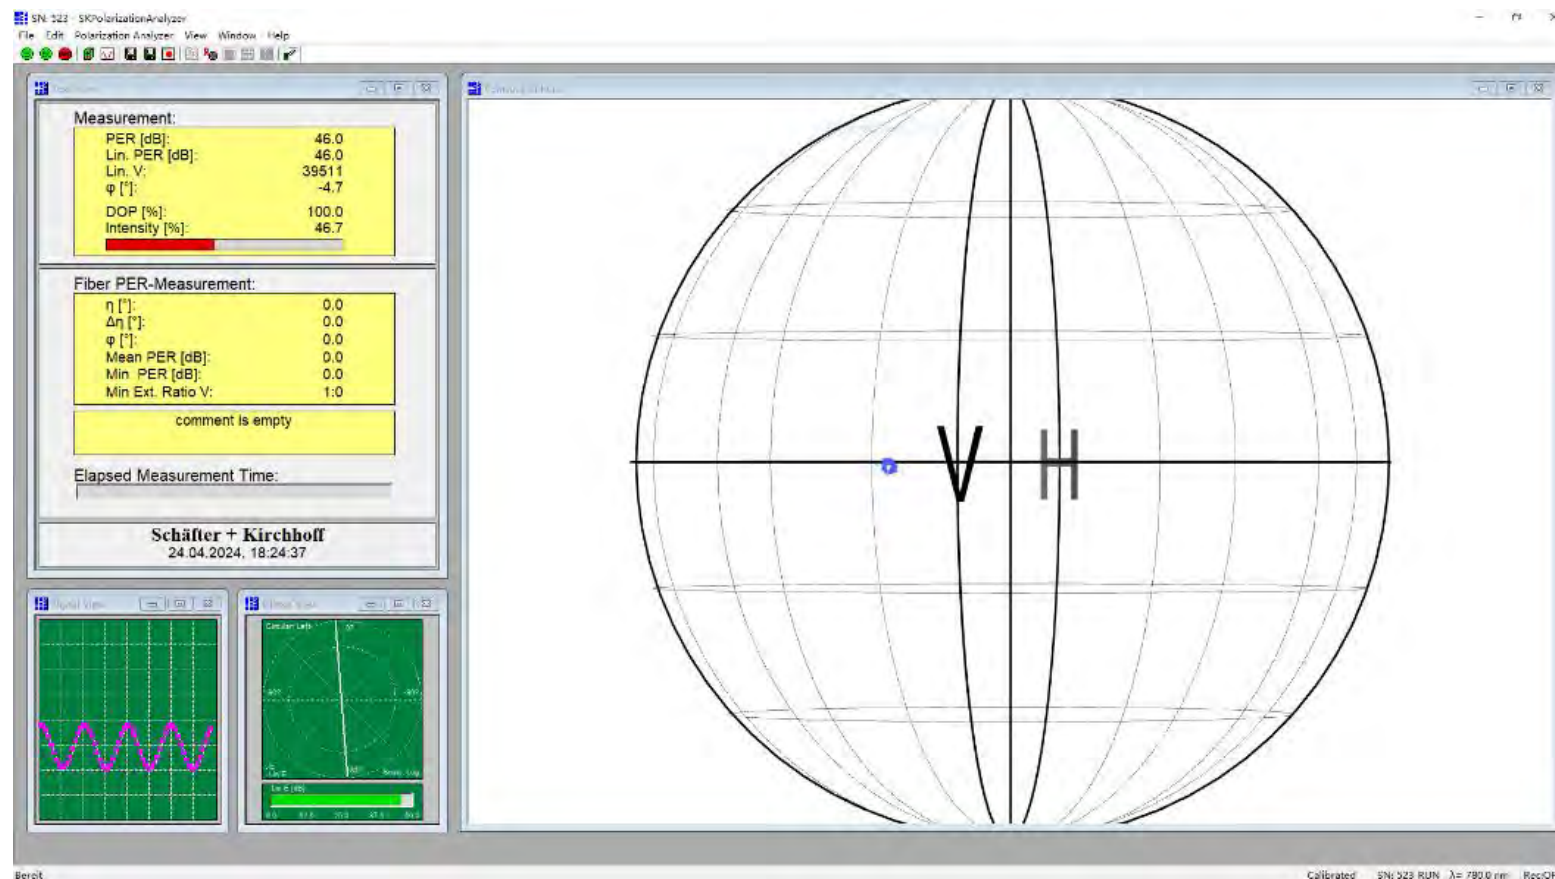 SN: 523 - SKPolarizationAnalyzer
File Edit Polarization Analyzer View Window Help
Measurement:
PER [dB]: 46.0
Lin. PER [dB]: 46.0
Lin. V: 39511
φ [°]: -4.7
DOP [%]: 100.0
Intensity [%]: 46.7
Fiber PER-Measurement:
η [°]: 0.0
Δη [°]: 0.0
φ [°]: 0.0
Mean PER [dB]: 0.0
Min PER [dB]: 0.0
Min Ext. Ratio V: 1:0
comment is empty
Elapsed Measurement Time:
Schäfter + Kirchhoff
24.04.2024, 18:24:37
V H
Digital View
Circular Left
Bereit
Calibrated SN: 523 RUN λ= 780.0 nm